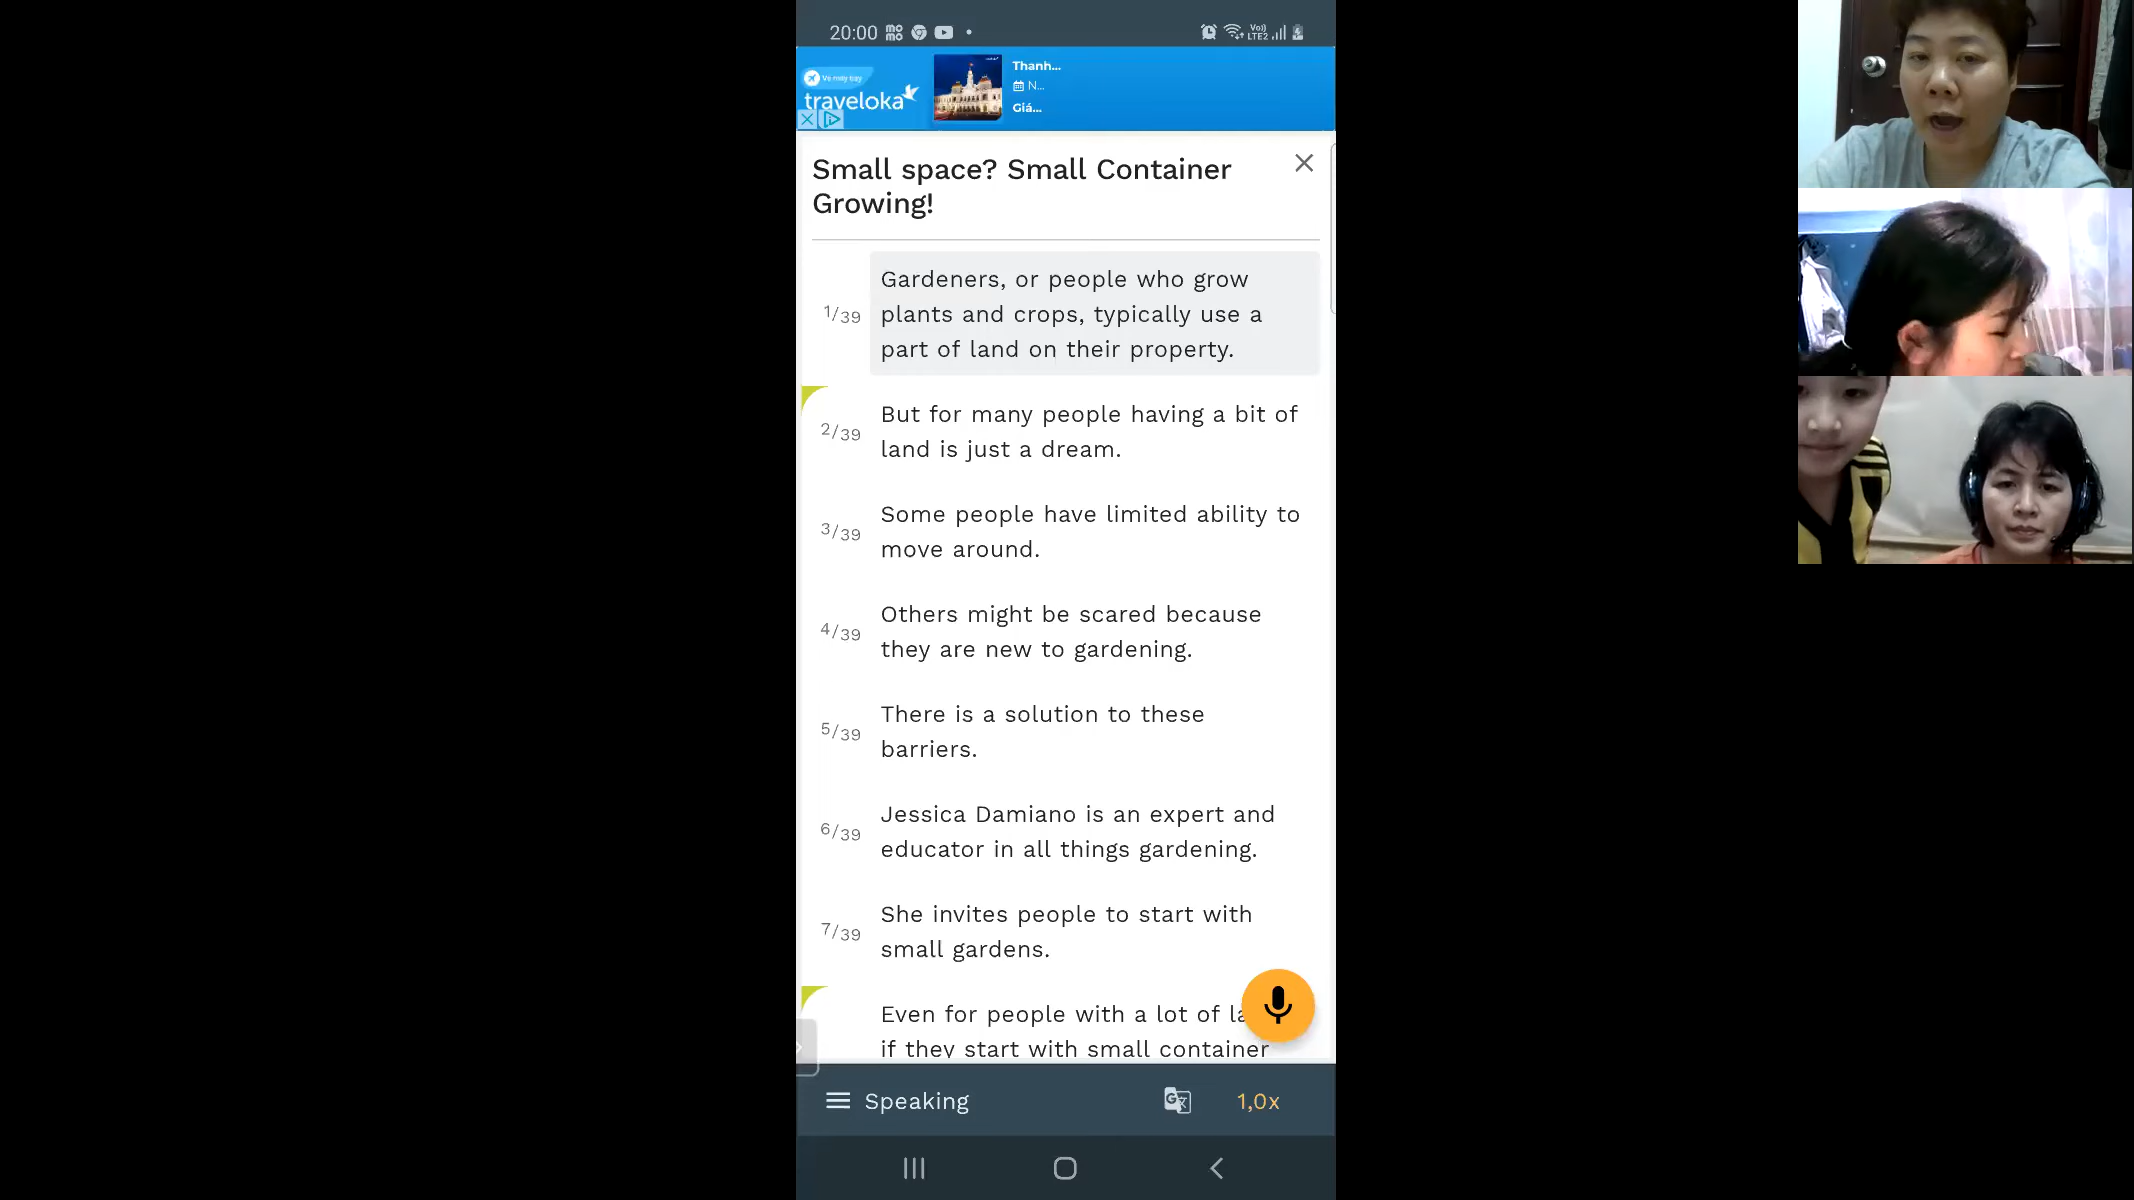 20:00
VoLTE2
Vé máy bay
traveloka
Thanh...
N...
Giá...
Small space? Small Container
Growing!
1/39
Gardeners, or people who grow
plants and crops, typically use a
part of land on their property.
2/39
But for many people having a bit of
land is just a dream.
3/39
Some people have limited ability to
move around.
4/39
Others might be scared because
they are new to gardening.
5/39
There is a solution to these
barriers.
6/39
Jessica Damiano is an expert and
educator in all things gardening.
7/39
She invites people to start with
small gardens.
Even for people with a lot of
if they start with small container
Speaking
1,0x